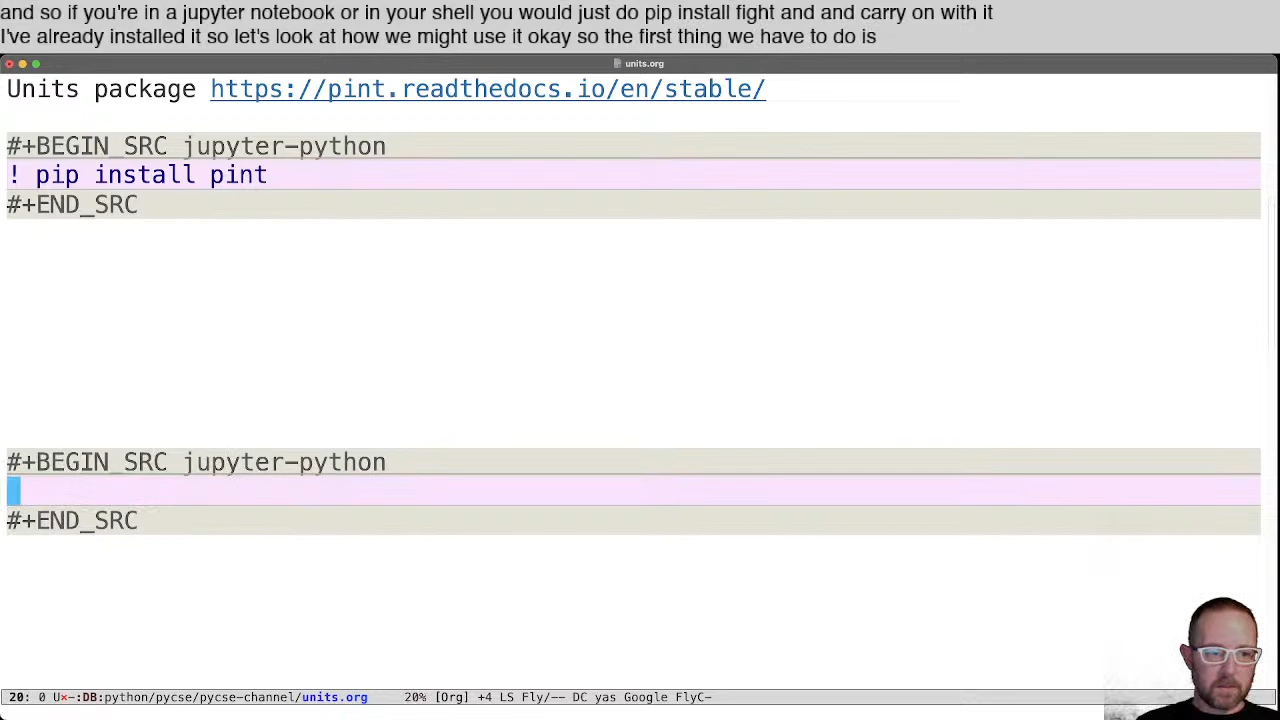 and so if you're in a jupyter notebook or in your shell you would just do pip install fight and and carry on with it
I've already installed it so let's look at how we might use it okay so the first thing we have to do is
units.org
Units package https://pint.readthedocs.io/en/stable/
#+BEGIN_SRC jupyter-python
! pip install pint
#+END_SRC
#+BEGIN_SRC jupyter-python
#+END_SRC
20: 0 U×-:DB:python/pycse/pycse-channel/units.org 20% [Org] +4 LS Fly/-- DC yas Google FlyC-